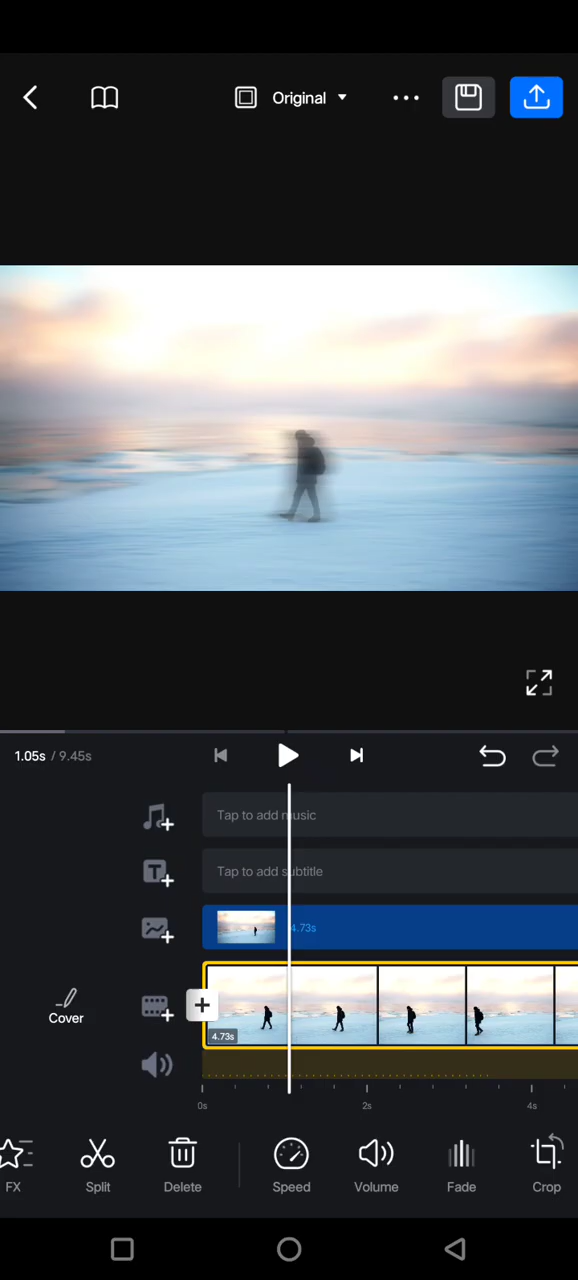 Original
1.05s / 9.45s
Tap to add music
Tap to add subtitle
4.73s
Cover
4.73s
0s 2s 4s
FX Split Delete Speed Volume Fade Crop